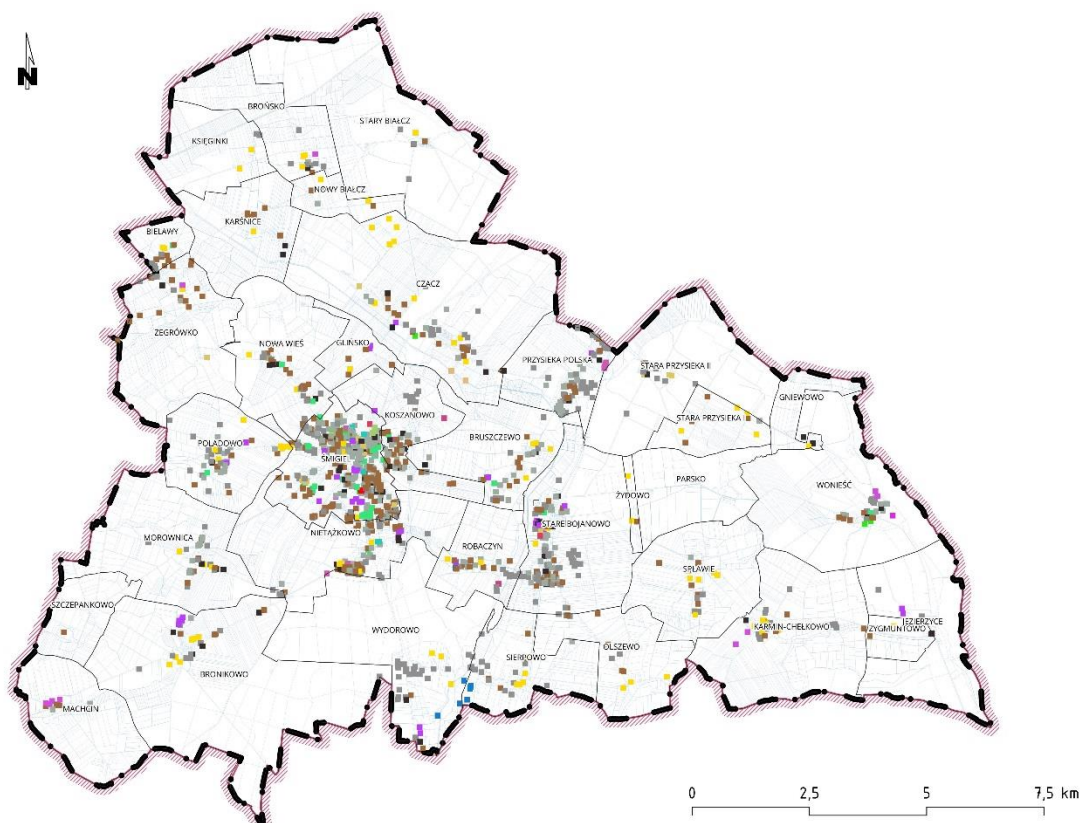 N
BROŃSKO
STARY BIAŁCZ
KSIĘGINKI
NOWY BIAŁCZ
KARŚNICE
BIELAWY
CZACZ
ŻEGRÓWKO
NOWA WIEŚ
GLIŃSKO
PRZYSIEKA POLSKA
STARA PRZYSIEKA II
GNIEWOWO
KOSZANOWO
STARA PRZYSIEKA I
POLADOWO
BRUSZCZEWO
ŚMIGIEL
ŻYDOWO
PARSKO
WONIEŚĆ
STARE BOJANOWO
NIETĄŻKOWO
MOROWNICA
ROBACZYN
SPŁAWIE
SZCZEPANKOWO
WYDOROWO
KARMIN-CHEŁKOWO
JEZIERZYCE
ZYGMUNTOWO
OLSZEWO
SIERPOWO
BRONIKOWO
MACHCIN
0 2,5 5 7,5 km